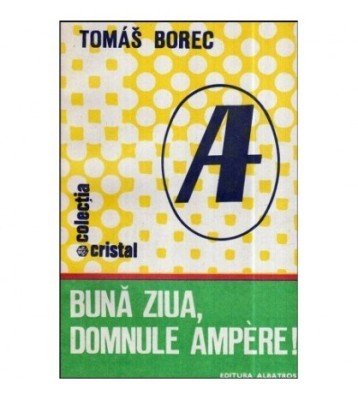 TOMÁŠ BOREC
A
colecția
cristal
BUNĂ ZIUA,
DOMNULE AMPÈRE!
EDITURA ALBATROS